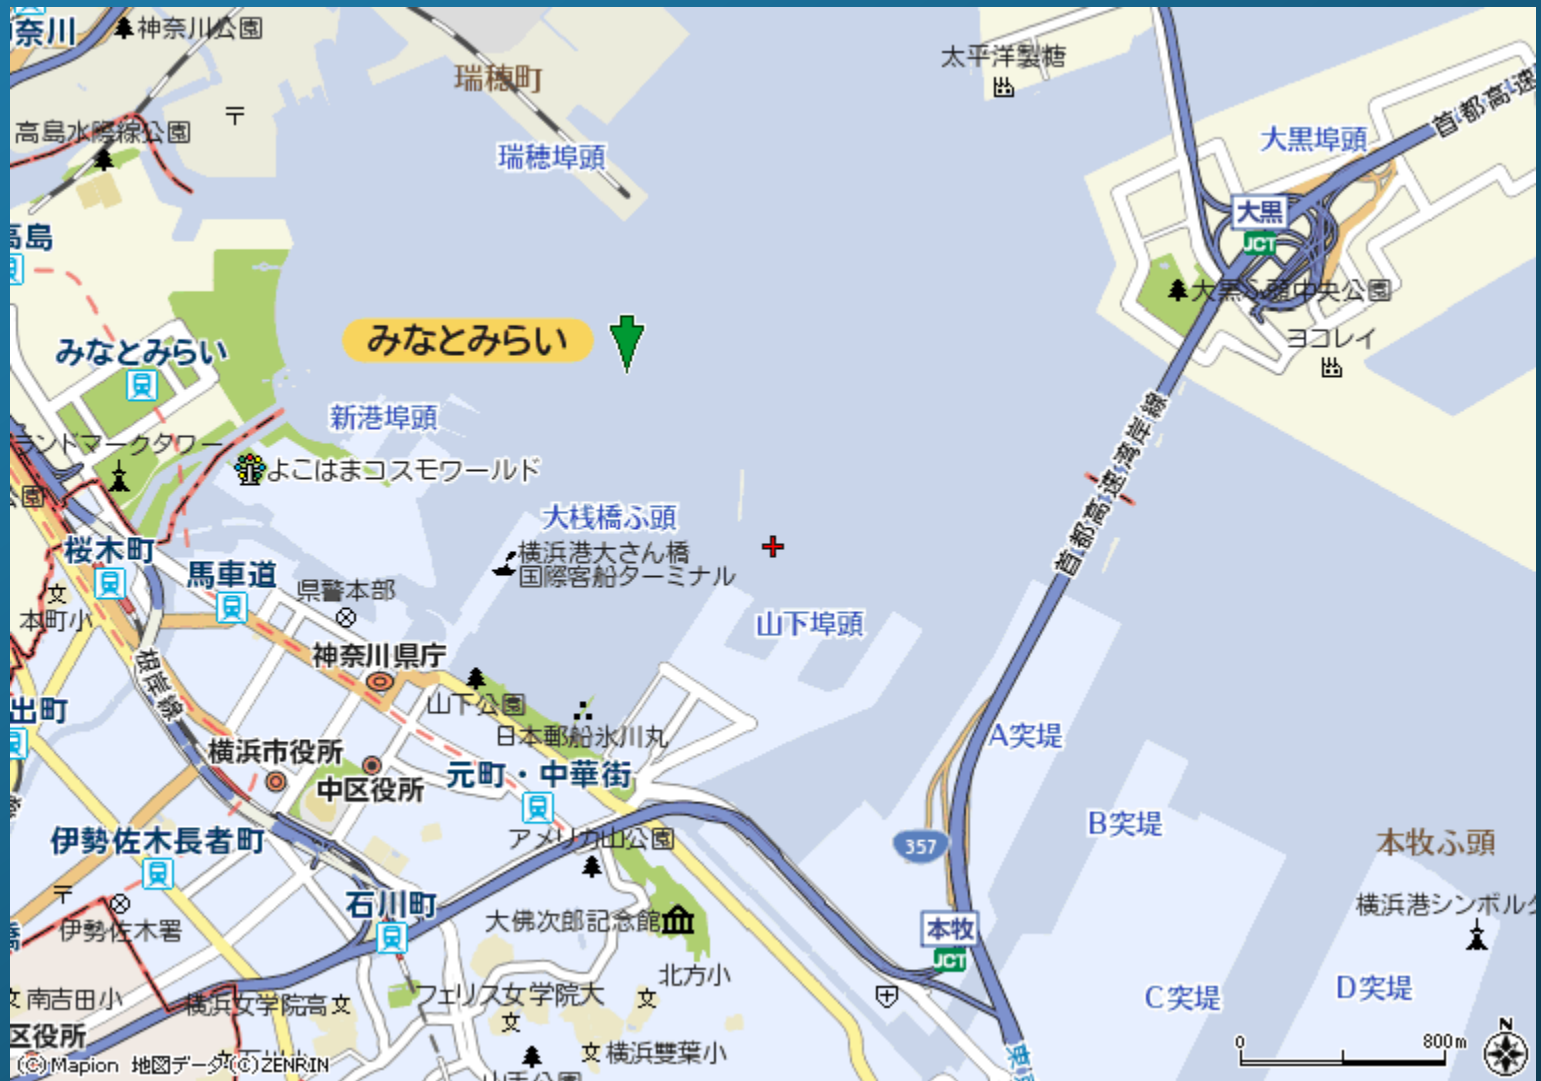 神奈川公園
太平洋製糖
瑞穂町
首都高速
高島水際線公園
大黒埠頭
瑞穂埠頭
大黒
JCT
高島
大黒ふ頭中央公園
みなとみらい
ヨコレイ
みなとみらい
新港埠頭
ランドマークタワー
よこはまコスモワールド
首都高速湾岸線
大桟橋ふ頭
横浜港大さん橋
国際客船ターミナル
桜木町
馬車道
県警本部
本町小
山下埠頭
神奈川県庁
根岸線
山下公園
日本郵船氷川丸
A突堤
横浜市役所
元町・中華街
中区役所
B突堤
伊勢佐木長者町
アメリカ山公園
357
本牧ふ頭
石川町
横浜港シンボルタ
伊勢佐木署
大佛次郎記念館
本牧
JCT
北方小
D突堤
南吉田小
横浜女学院高
フェリス女学院大
C突堤
区役所
横浜雙葉小
0
800m
N
(C)Mapion 地図データ(C)ZENRIN